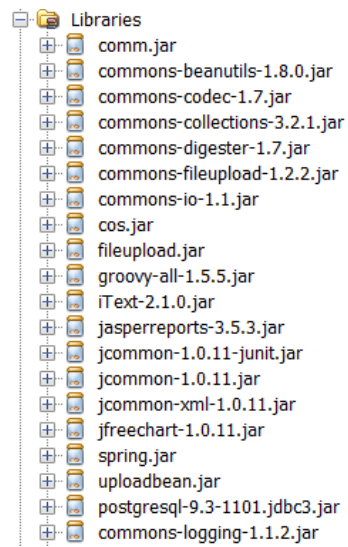 Libraries
comm.jar
commons-beanutils-1.8.0.jar
commons-codec-1.7.jar
commons-collections-3.2.1.jar
commons-digester-1.7.jar
commons-fileupload-1.2.2.jar
commons-io-1.1.jar
cos.jar
fileupload.jar
groovy-all-1.5.5.jar
iText-2.1.0.jar
jasperreports-3.5.3.jar
jcommon-1.0.11-junit.jar
jcommon-1.0.11.jar
jcommon-xml-1.0.11.jar
jfreechart-1.0.11.jar
spring.jar
uploadbean.jar
postgresql-9.3-1101.jdbc3.jar
commons-logging-1.1.2.jar